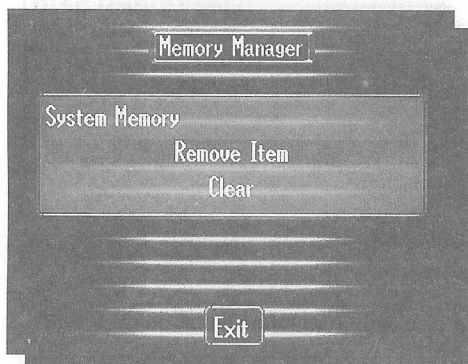 Memory Manager
System Memory
Remove Item
Clear
Exit